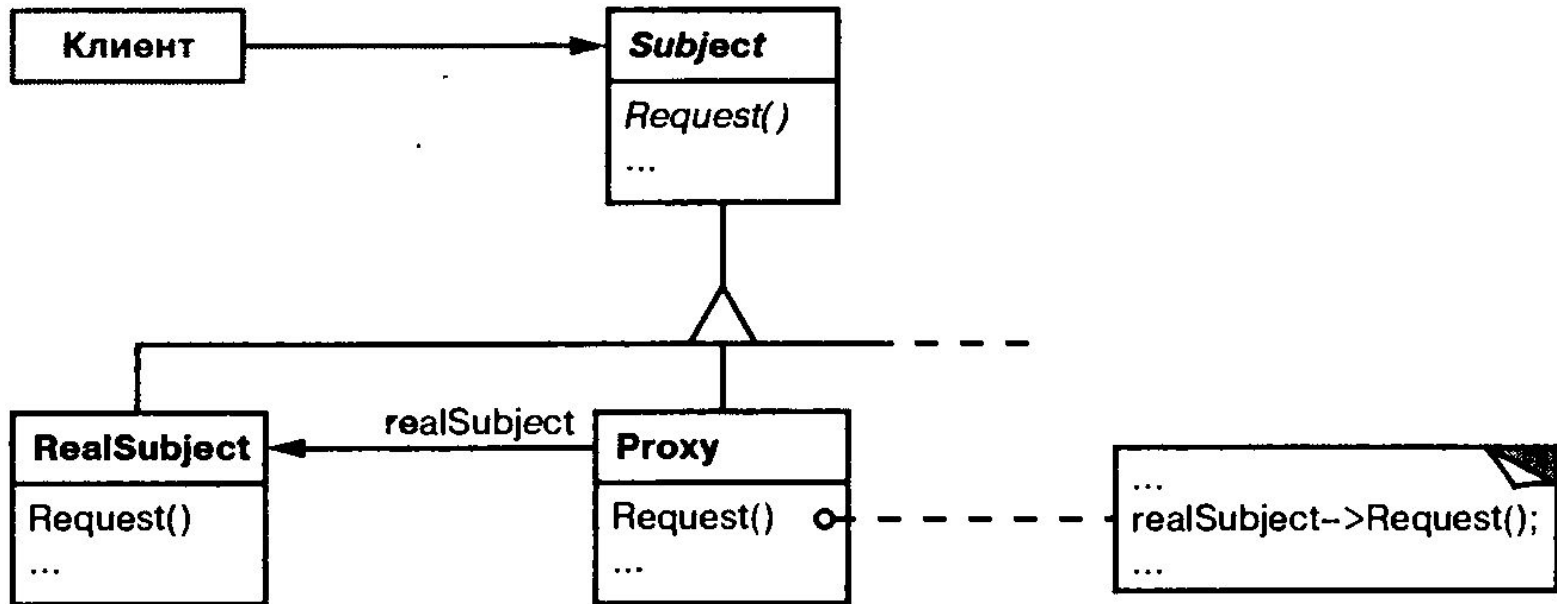 Клиент
Subject
Request()
...
realSubject
RealSubject
Request()
...
Proxy
Request()
...
...
realSubject->Request();
...